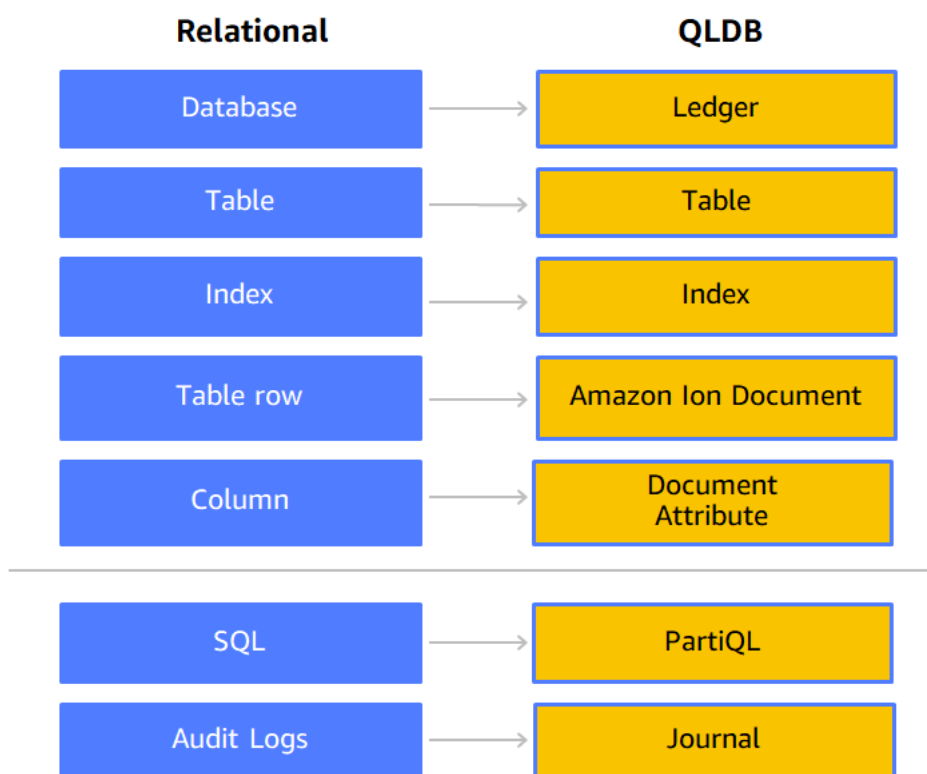 Relational QLDB
Database Ledger
Table Table
Index Index
Table row Amazon Ion Document
Column Document
Attribute
SQL PartiQL
Audit Logs Journal